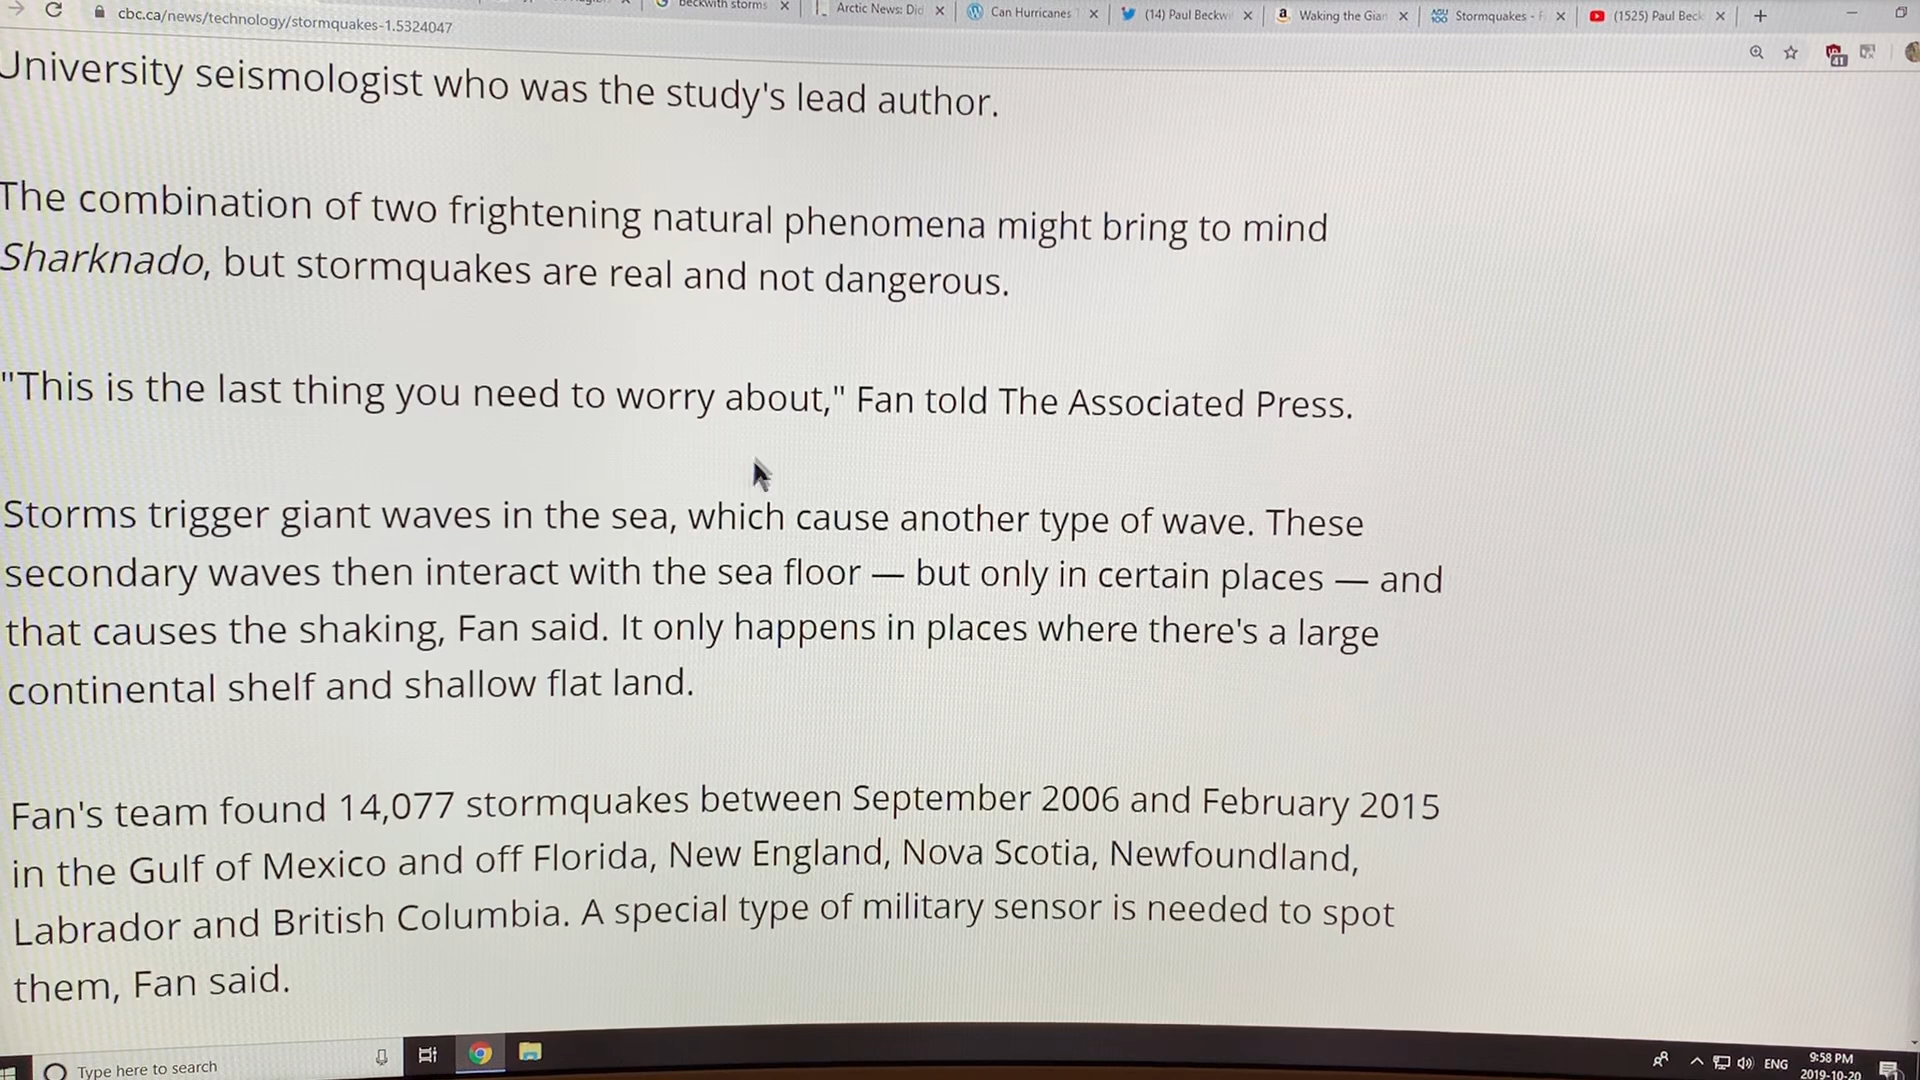 cbc.ca/news/technology/stormquakes-1.5324047
beckwith storms
Arctic News: Dic
Can Hurricanes T
(14) Paul Beckwi
Waking the Gian
Stormquakes - F
(1525) Paul Beck
41
University seismologist who was the study's lead author.
The combination of two frightening natural phenomena might bring to mind
Sharknado, but stormquakes are real and not dangerous.
"This is the last thing you need to worry about," Fan told The Associated Press.
Storms trigger giant waves in the sea, which cause another type of wave. These
secondary waves then interact with the sea floor — but only in certain places — and
that causes the shaking, Fan said. It only happens in places where there's a large
continental shelf and shallow flat land.
Fan's team found 14,077 stormquakes between September 2006 and February 2015
in the Gulf of Mexico and off Florida, New England, Nova Scotia, Newfoundland,
Labrador and British Columbia. A special type of military sensor is needed to spot
them, Fan said.
Type here to search
ENG
9:58 PM
2019-10-20